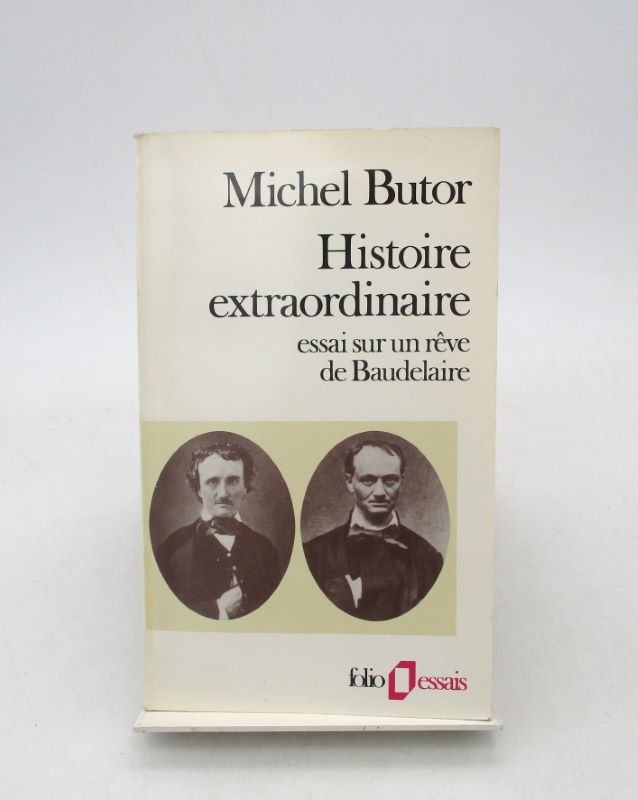 Michel Butor
Histoire
extraordinaire
essai sur un rêve
de Baudelaire
folio essais